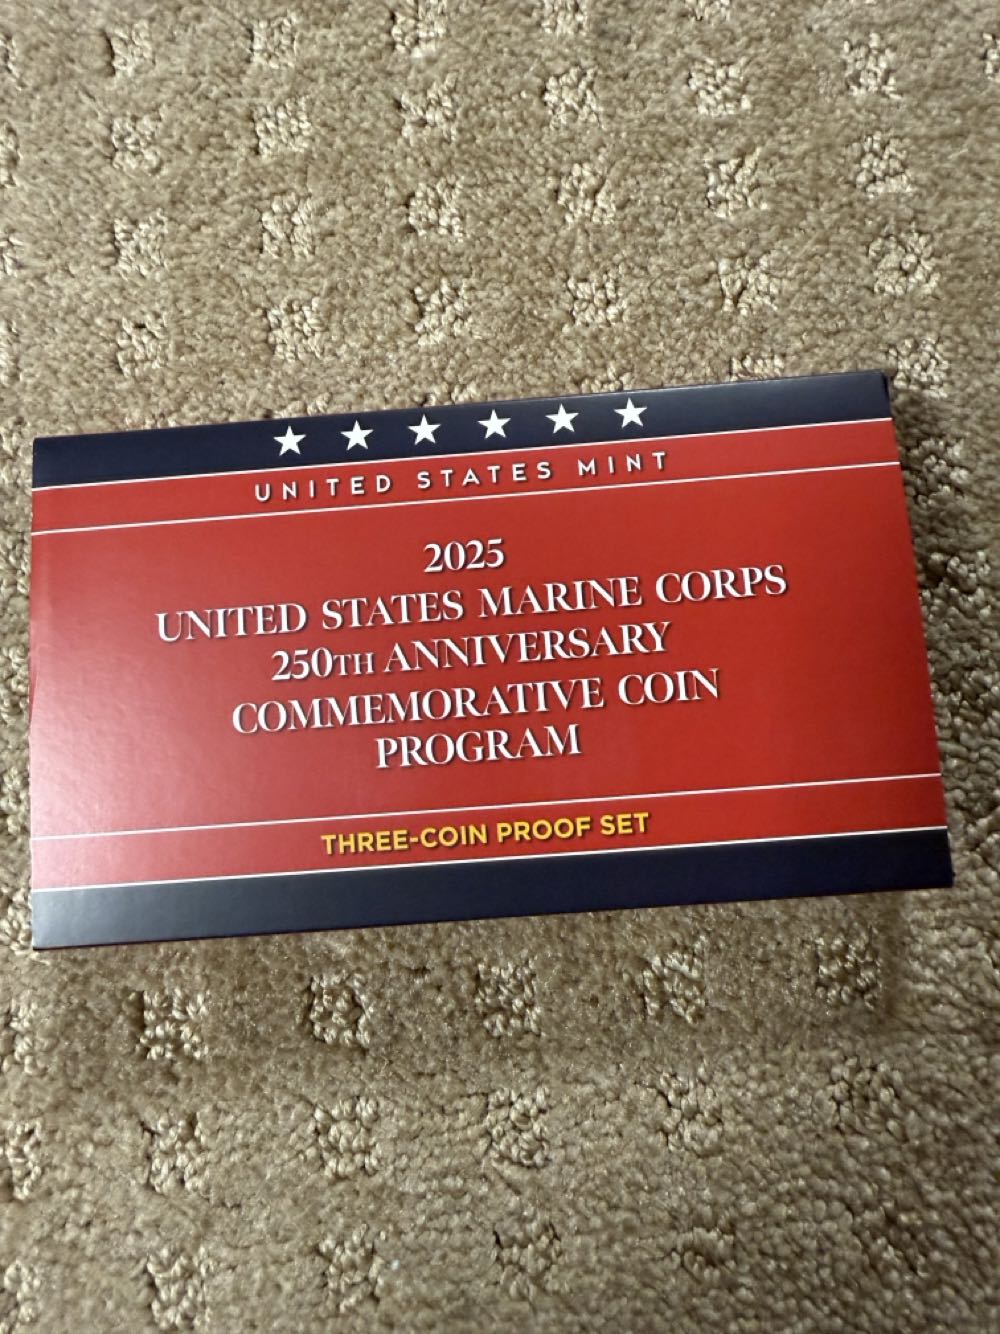 UNITED STATES MINT
2025
UNITED STATES MARINE CORPS
250TH ANNIVERSARY
COMMEMORATIVE COIN
PROGRAM
THREE-COIN PROOF SET